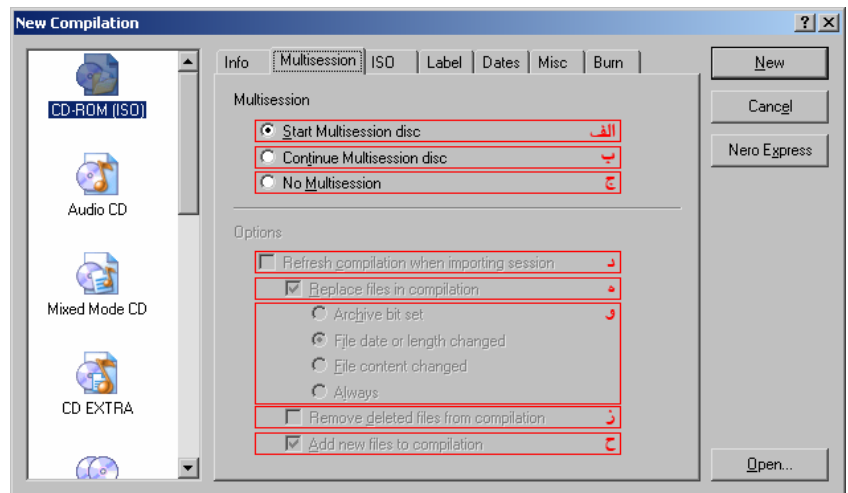 New Compilation
Info Multisession ISO Label Dates Misc Burn
New
Cancel
Nero Express
CD-ROM (ISO)
Audio CD
Mixed Mode CD
CD EXTRA
Multisession
Start Multisession disc الف
Continue Multisession disc ب
No Multisession ج
Options
Refresh compilation when importing session د
Replace files in compilation ه
Archive bit set و
File date or length changed
File content changed
Always
Remove deleted files from compilation ز
Add new files to compilation ح
Open...